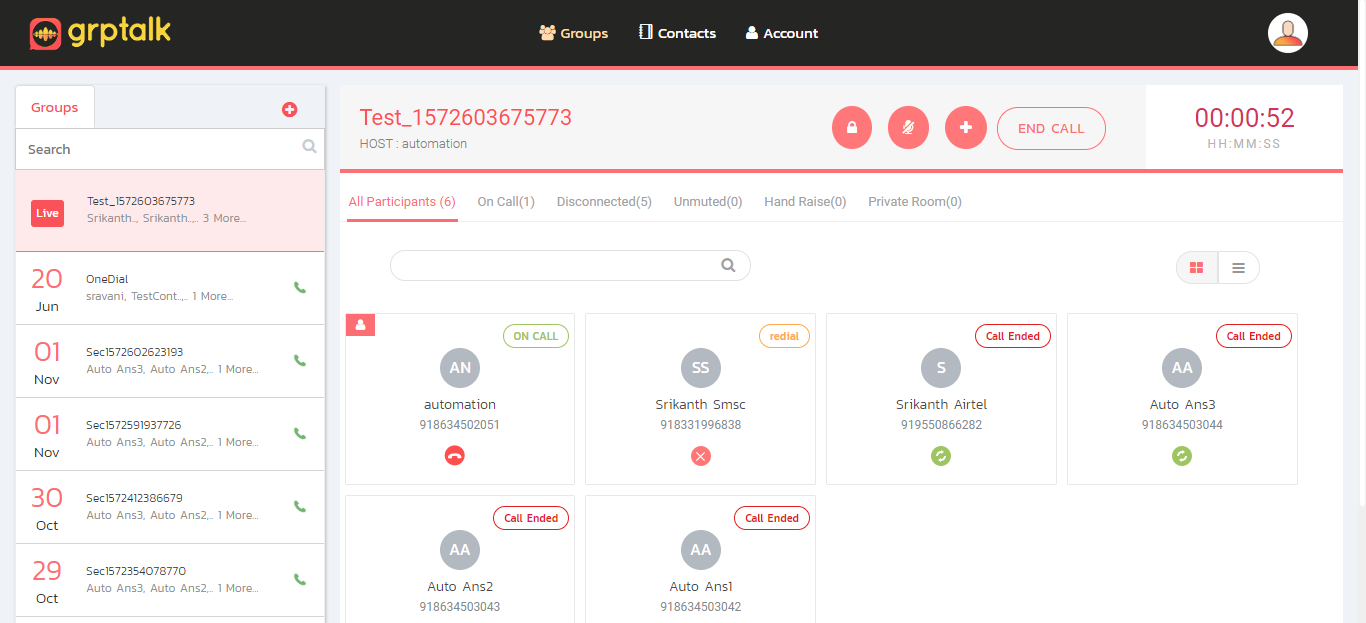 grptalk
Groups
Contacts
Account
Groups
Search
Live
Test_1572603675773
Srikanth.., Srikanth..,.. 3 More...
20
Jun
OneDial
sravani, TestCont..,.. 1 More...
01
Nov
Sec1572602623193
Auto Ans3, Auto Ans2,.. 1 More...
01
Nov
Sec1572591937726
Auto Ans3, Auto Ans2,.. 1 More...
30
Oct
Sec1572412386679
Auto Ans3, Auto Ans2,.. 1 More...
29
Oct
Sec1572354078770
Auto Ans3, Auto Ans2,.. 1 More...
Test_1572603675773
HOST : automation
END CALL
00:00:52
HH:MM:SS
All Participants (6)
On Call(1)
Disconnected(5)
Unmuted(0)
Hand Raise(0)
Private Room(0)
ON CALL
AN
automation
918634502051
redial
SS
Srikanth Smsc
918331996838
Call Ended
S
Srikanth Airtel
919550866282
Call Ended
AA
Auto Ans3
918634503044
Call Ended
AA
Auto Ans2
918634503043
Call Ended
AA
Auto Ans1
918634503042